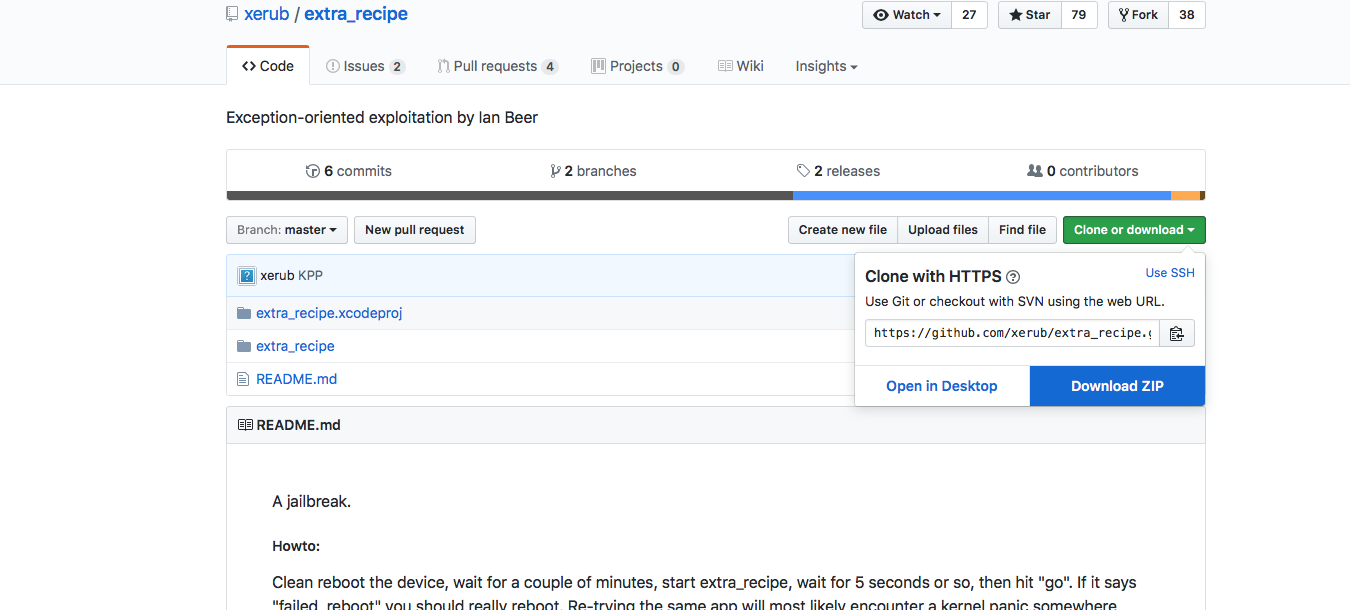 xerub / extra_recipe
Watch 27
Star 79
Fork 38
Code
Issues 2
Pull requests 4
Projects 0
Wiki
Insights
Exception-oriented exploitation by Ian Beer
6 commits
2 branches
2 releases
0 contributors
Branch: master
New pull request
Create new file
Upload files
Find file
Clone or download
xerub KPP
extra_recipe.xcodeproj
extra_recipe
README.md
Clone with HTTPS ?
Use SSH
Use Git or checkout with SVN using the web URL.
https://github.com/xerub/extra_recipe.g
Open in Desktop
Download ZIP
README.md
A jailbreak.
Howto:
Clean reboot the device, wait for a couple of minutes, start extra_recipe, wait for 5 seconds or so, then hit "go". If it says
"failed, reboot" you should really reboot. Re-trying the same app will most likely encounter a kernel panic somewhere